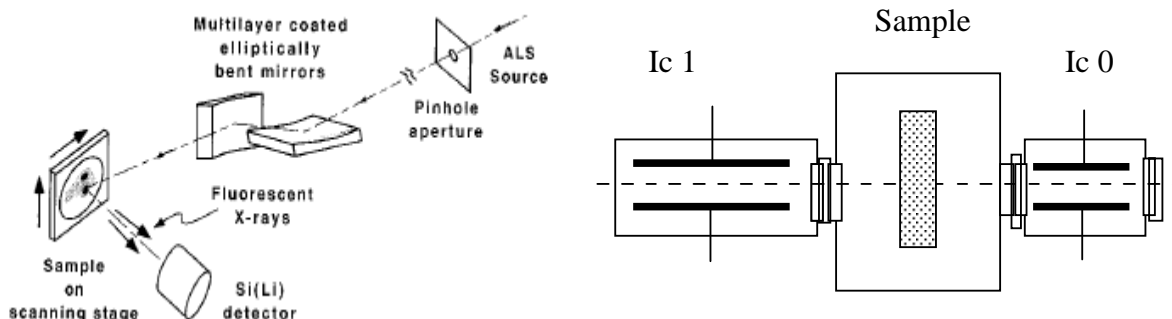 Multilayer coated
elliptically
bent mirrors
ALS
Source
Pinhole
aperture
Fluorescent
X-rays
Sample
on
scanning stage
Si(Li)
detector
Sample
Ic 1
Ic 0